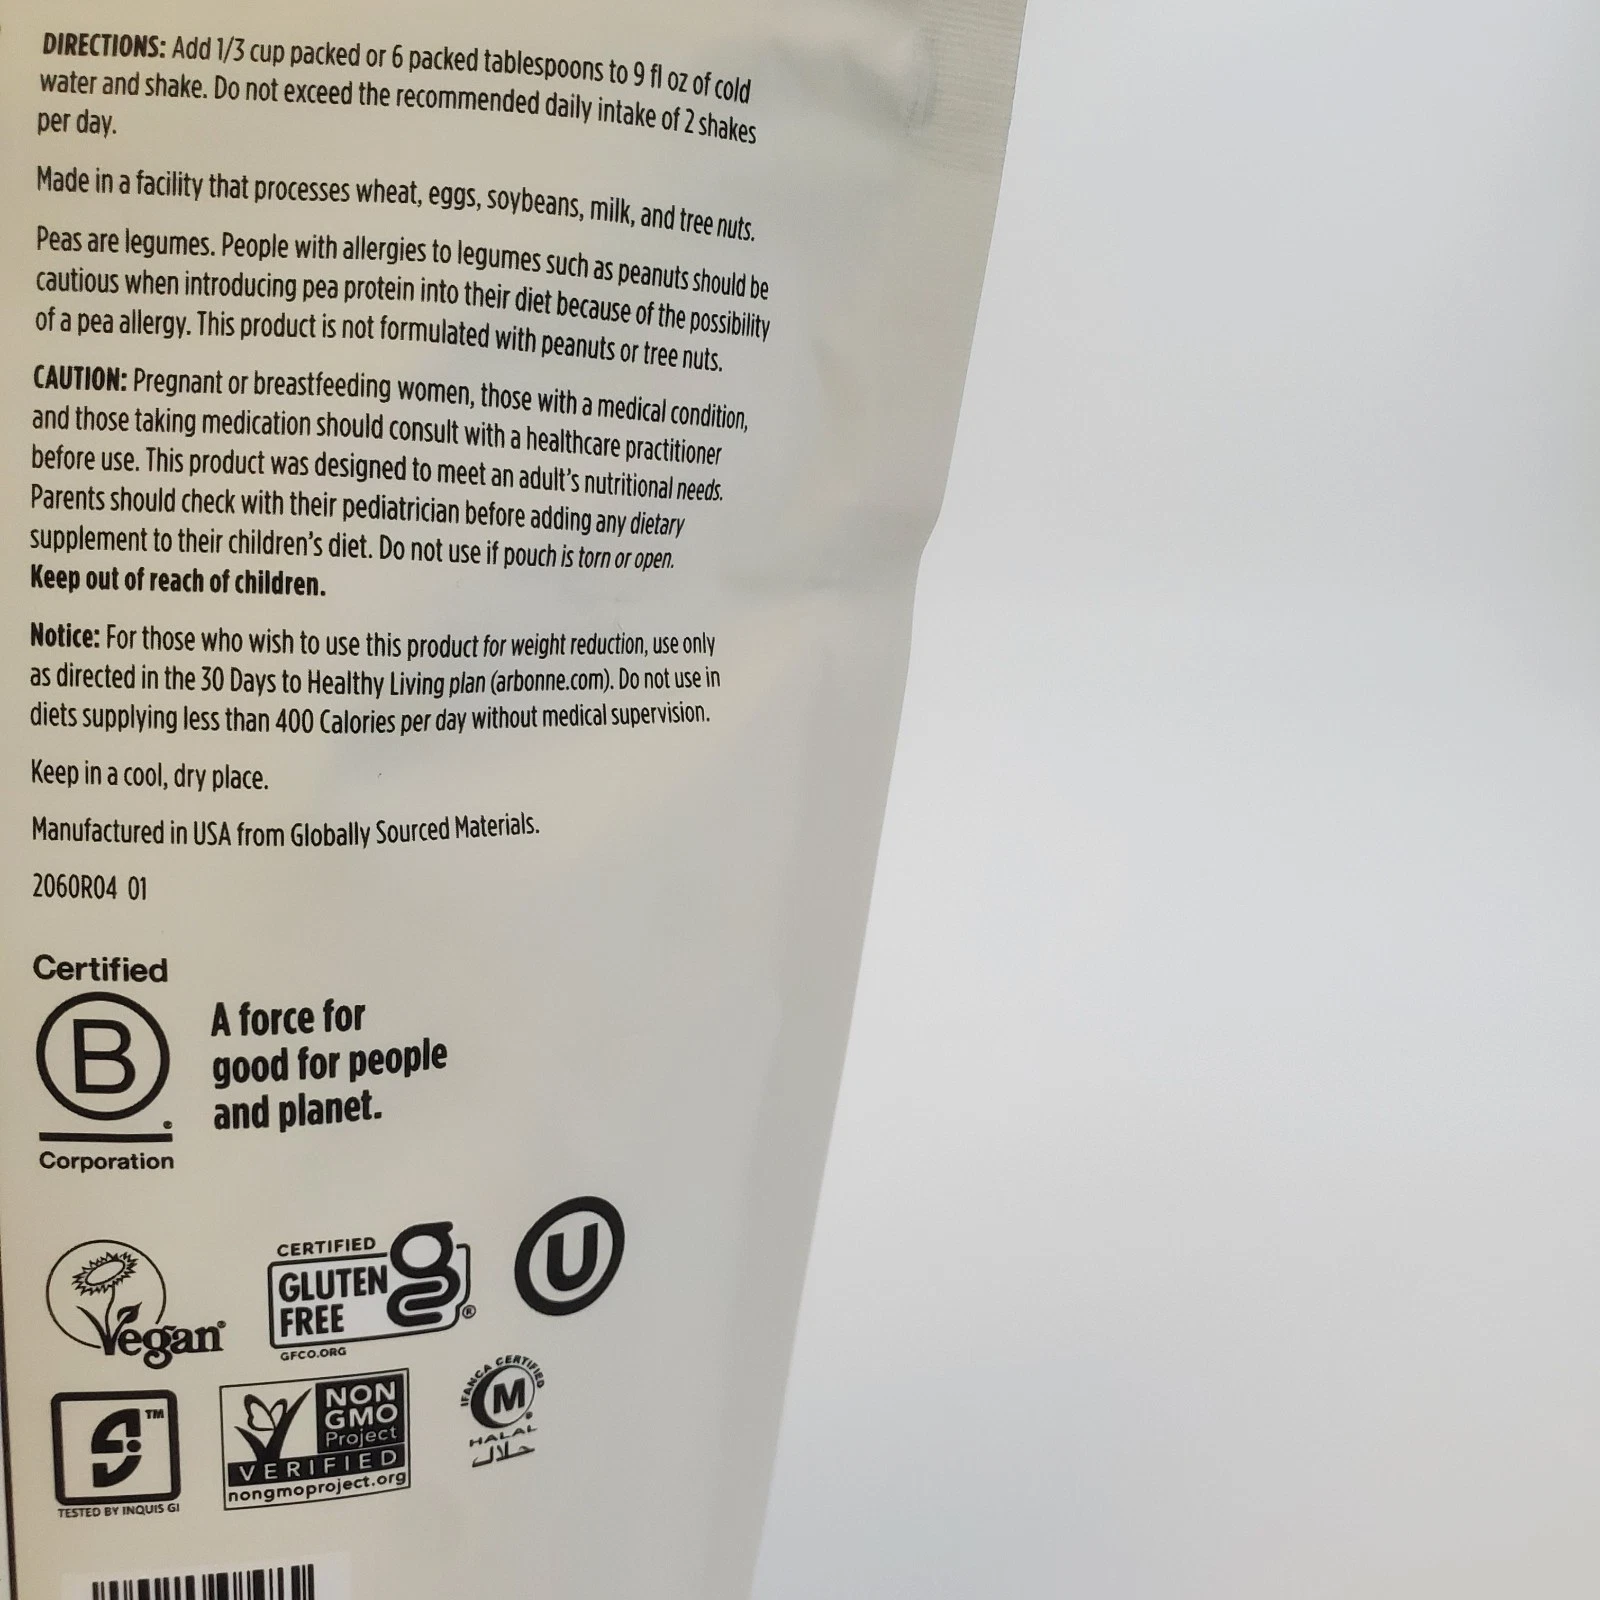 DIRECTIONS: Add 1/3 cup packed or 6 packed tablespoons to 9 fl oz of cold
water and shake. Do not exceed the recommended daily intake of 2 shakes
per day.
Made in a facility that processes wheat, eggs, soybeans, milk, and tree nuts.
Peas are legumes. People with allergies to legumes such as peanuts should be
cautious when introducing pea protein into their diet because of the possibility
of a pea allergy. This product is not formulated with peanuts or tree nuts.
CAUTION: Pregnant or breastfeeding women, those with a medical condition,
and those taking medication should consult with a healthcare practitioner
before use. This product was designed to meet an adult's nutritional needs.
Parents should check with their pediatrician before adding any dietary
supplement to their children's diet. Do not use if pouch is torn or open.
Keep out of reach of children.
Notice: For those who wish to use this product for weight reduction, use only
as directed in the 30 Days to Healthy Living plan (arbonne.com). Do not use in
diets supplying less than 400 Calories per day without medical supervision.
Keep in a cool, dry place.
Manufactured in USA from Globally Sourced Materials.
2060R04 01
Certified
B
®
Corporation
A force for
good for people
and planet.
Vegan®
CERTIFIED
GLUTEN
FREE
g
®
GFCO.ORG
U
G
TM
TESTED BY INQUIS GI
NON
GMO
Project
VERIFIED
nongmoproject.org
IFANCA CERTIFIED
M®
HALAL
حلال